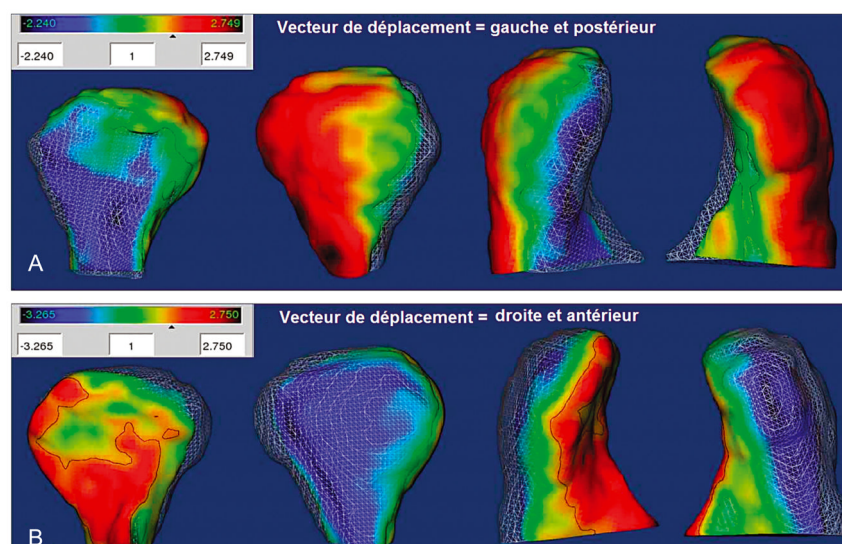 -2.240 2.749
-2.240 1 2.749
Vecteur de déplacement = gauche et postérieur
A
-3.265 2.750
-3.265 1 2.750
Vecteur de déplacement = droite et antérieur
B